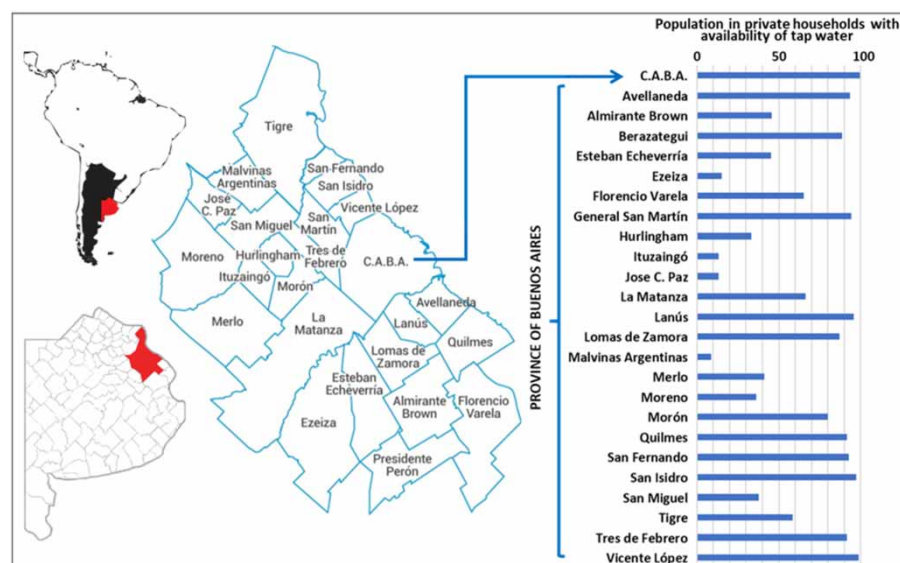 Population in private households with
availability of tap water
0 50 100
C.A.B.A.
Avellaneda
Almirante Brown
Berazategui
Esteban Echeverría
Ezeiza
Florencio Varela
General San Martín
Hurlingham
Ituzaingó
Jose C. Paz
La Matanza
Lanús
Lomas de Zamora
Malvinas Argentinas
Merlo
Moreno
Morón
Quilmes
San Fernando
San Isidro
San Miguel
Tigre
Tres de Febrero
Vicente López
PROVINCE OF BUENOS AIRES
Tigre
San Fernando
Malvinas
Argentinas
San Isidro
José
C. Paz
Vicente López
San Miguel
San
Martín
Moreno
Hurlingham
Tres de
Febrero
C.A.B.A.
Ituzaingó
Morón
Avellaneda
Merlo
La
Matanza
Lanús
Quilmes
Lomas de
Zamora
Esteban
Echeverría
Almirante
Brown
Florencio
Varela
Ezeiza
Presidente
Perón